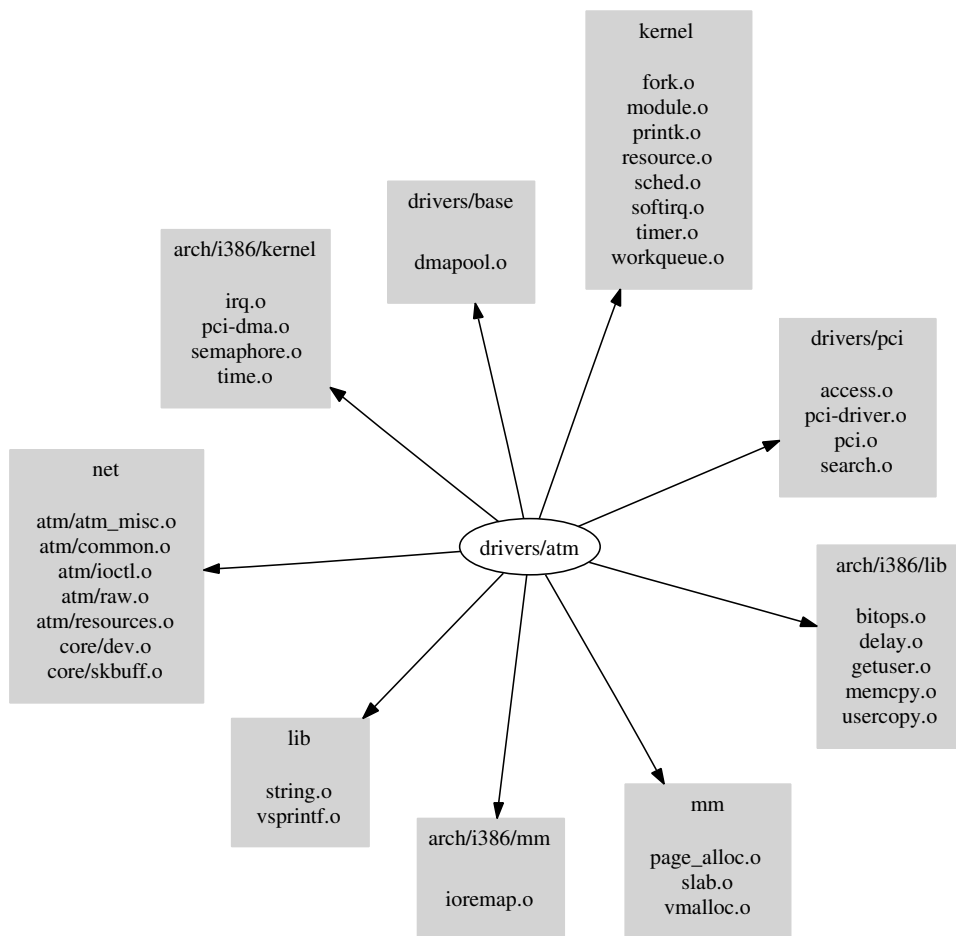 kernel
fork.o
module.o
printk.o
resource.o
sched.o
softirq.o
timer.o
workqueue.o
drivers/base
dmapool.o
arch/i386/kernel
irq.o
pci-dma.o
semaphore.o
time.o
drivers/pci
access.o
pci-driver.o
pci.o
search.o
net
atm/atm_misc.o
atm/common.o
atm/ioctl.o
atm/raw.o
atm/resources.o
core/dev.o
core/skbuff.o
drivers/atm
arch/i386/lib
bitops.o
delay.o
getuser.o
memcpy.o
usercopy.o
lib
string.o
vsprintf.o
arch/i386/mm
ioremap.o
mm
page_alloc.o
slab.o
vmalloc.o